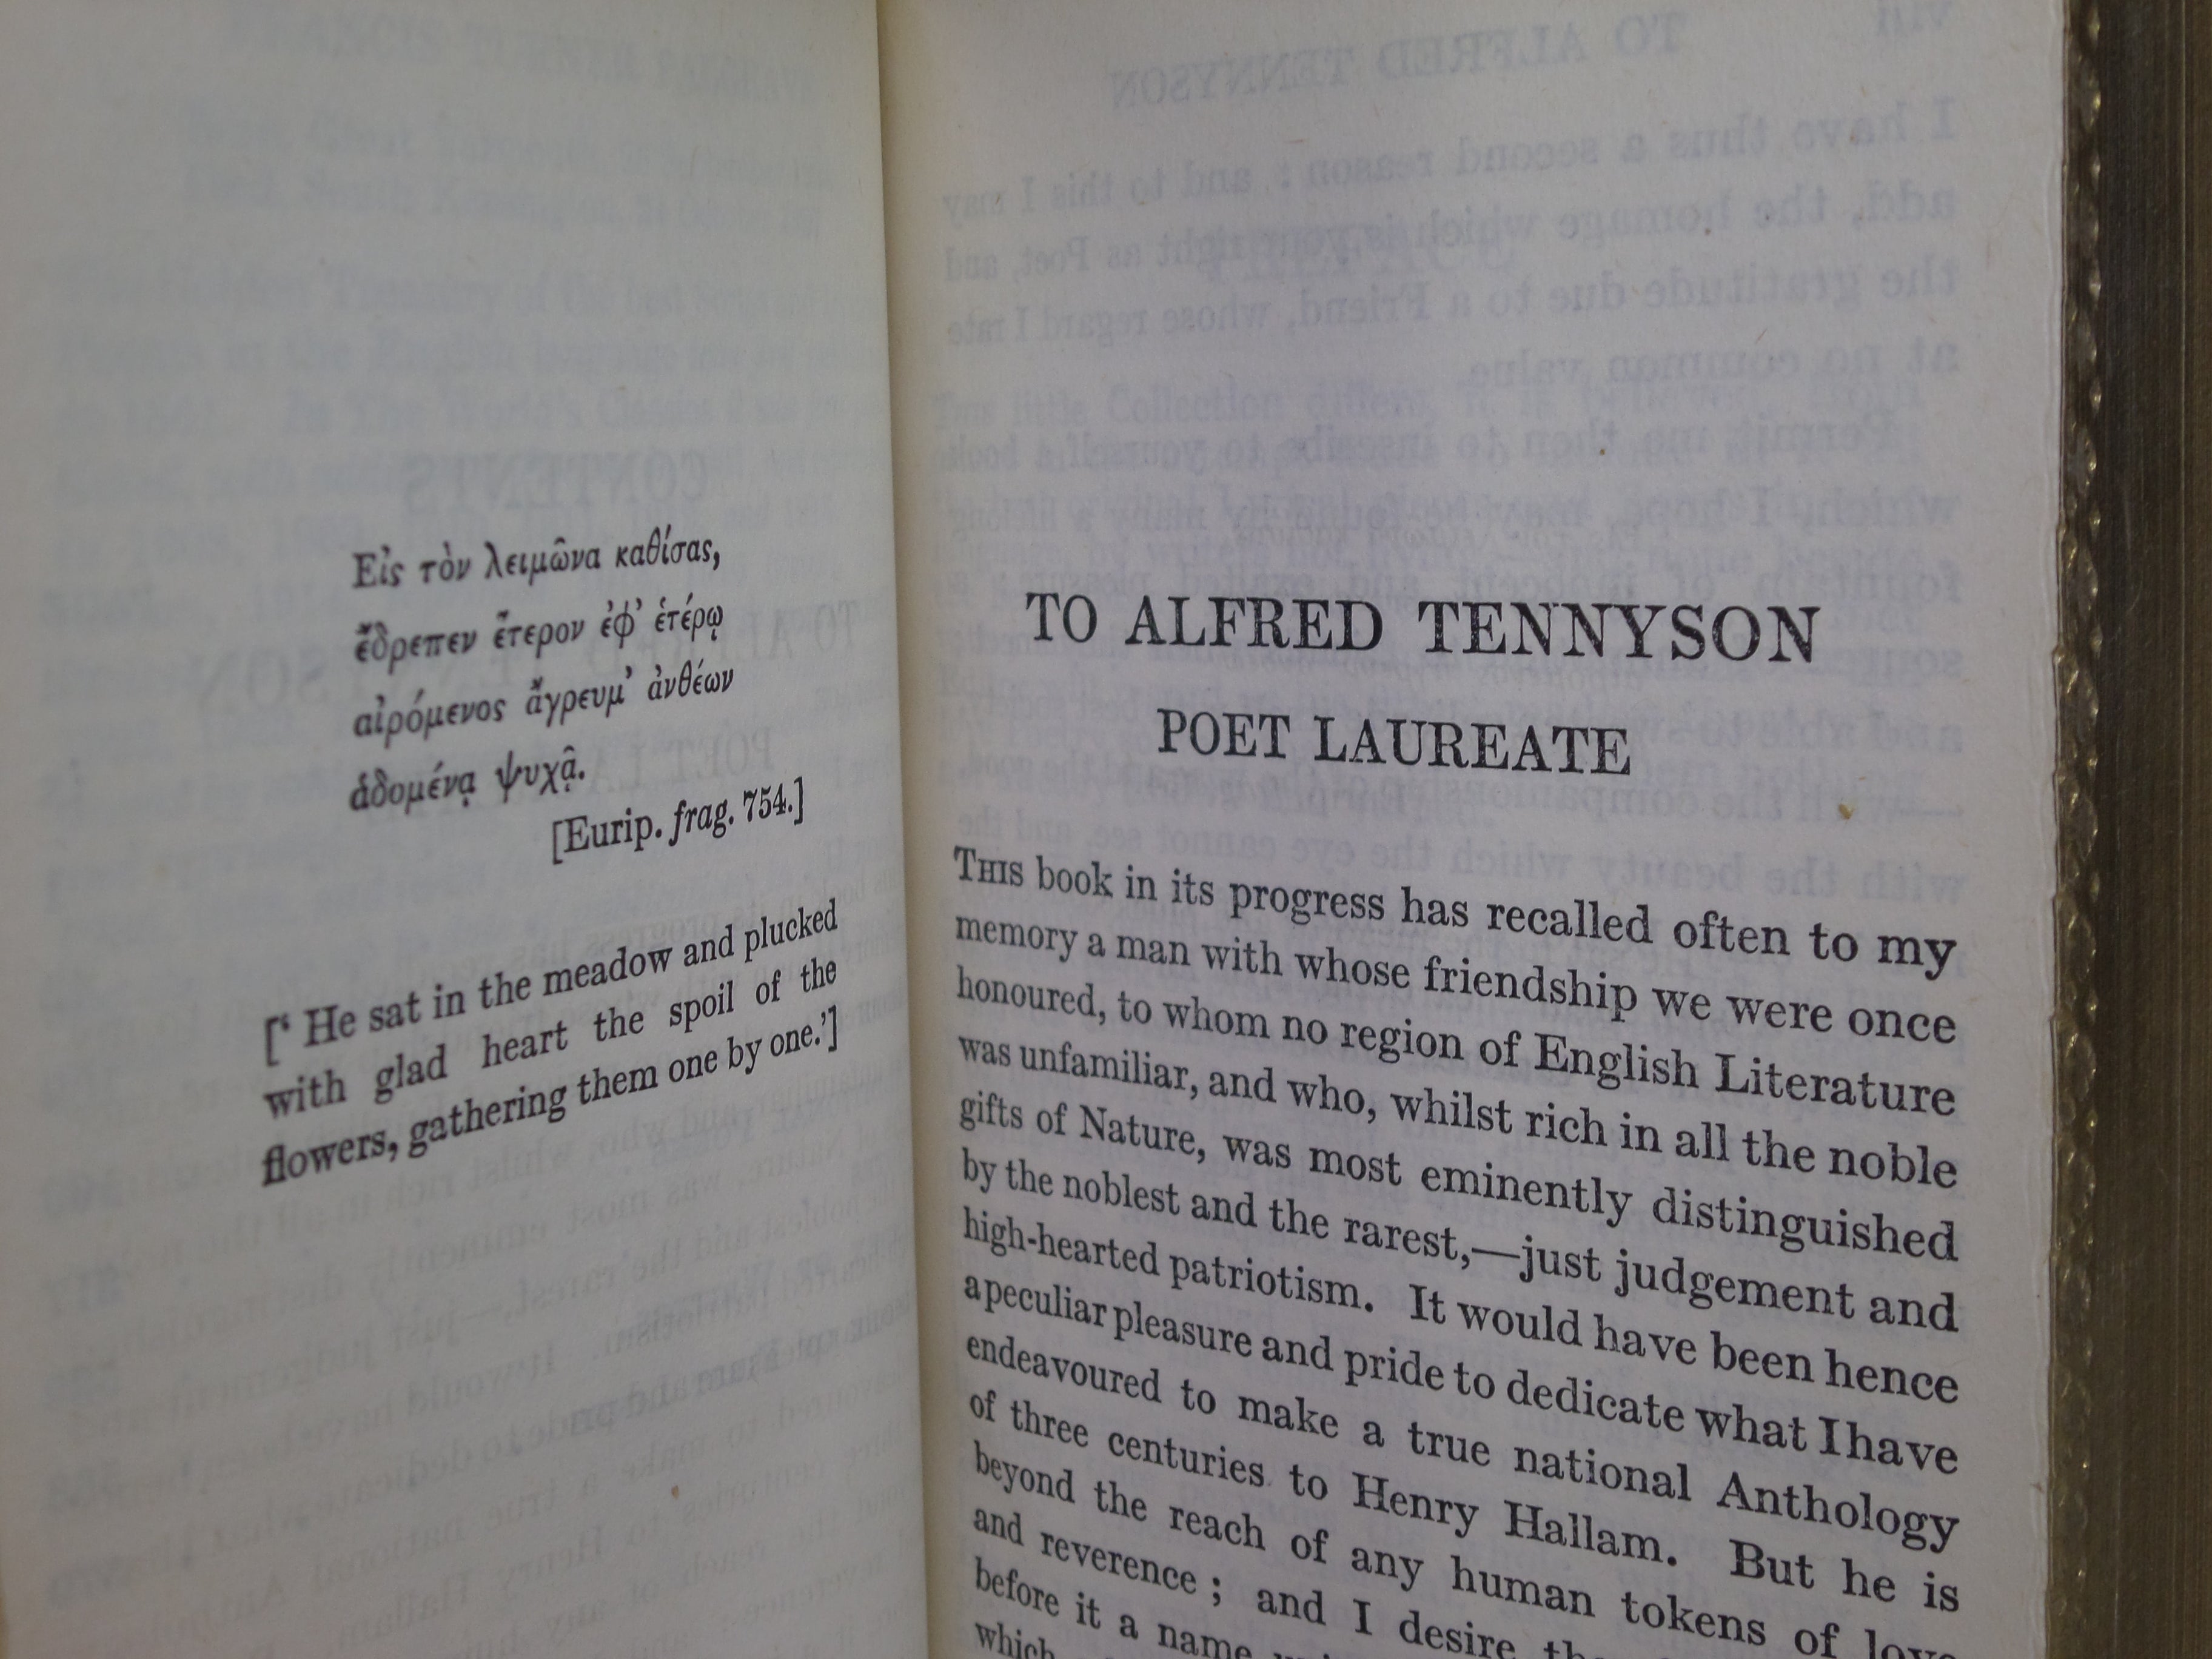 Εἰς τὸν λειμῶνα καθίσας,
ἔδρεπεν ἕτερον ἐφ' ἑτέρῳ
αἰρόμενος ἄγρευμ' ἀνθέων
ἁδομένᾳ ψυχᾷ.
[Eurip. frag. 754.]
[' He sat in the meadow and plucked
with glad heart the spoil of the
flowers, gathering them one by one.']
TO ALFRED TENNYSON
POET LAUREATE
THIS book in its progress has recalled often to my
memory a man with whose friendship we were once
honoured, to whom no region of English Literature
was unfamiliar, and who, whilst rich in all the noble
gifts of Nature, was most eminently distinguished
by the noblest and the rarest,—just judgement and
high-hearted patriotism. It would have been hence
a peculiar pleasure and pride to dedicate what I have
endeavoured to make a true national Anthology
of three centuries to Henry Hallam. But he is
beyond the reach of any human tokens of love
and reverence ; and I desire
before it a name
which